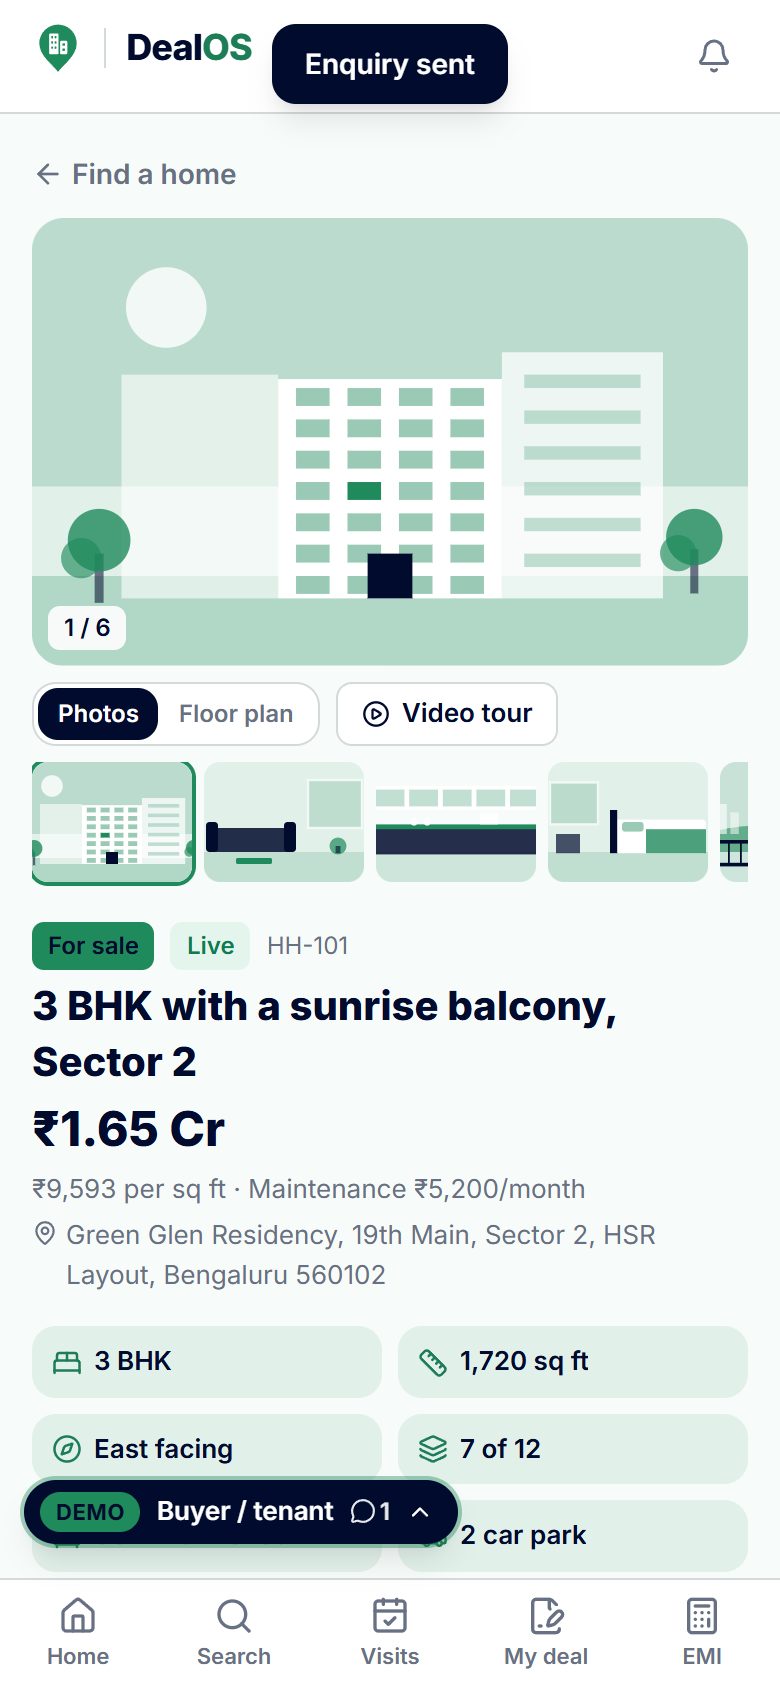 DealOS
Enquiry sent
Find a home
1 / 6
Photos
Floor plan
Video tour
For sale
Live
HH-101
3 BHK with a sunrise balcony,
Sector 2
₹1.65 Cr
₹9,593 per sq ft · Maintenance ₹5,200/month
Green Glen Residency, 19th Main, Sector 2, HSR
Layout, Bengaluru 560102
3 BHK
1,720 sq ft
East facing
7 of 12
DEMO
Buyer / tenant
1
2 car park
Home
Search
Visits
My deal
EMI